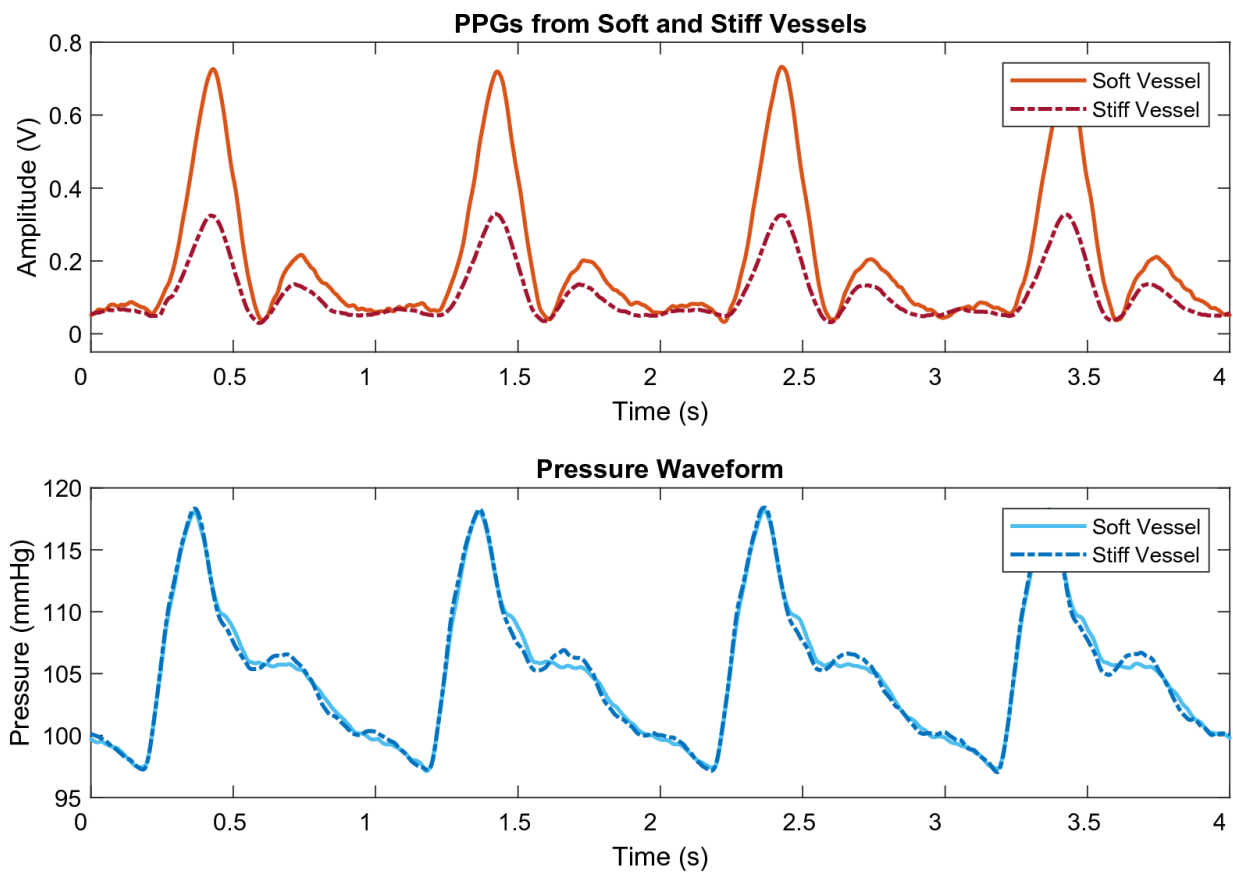 PPGs from Soft and Stiff Vessels
0.8
0.6
0.4
0.2
0
Amplitude (V)
Soft Vessel
Stiff Vessel
0 0.5 1 1.5 2 2.5 3 3.5 4
Time (s)
Pressure Waveform
120
115
110
105
100
95
Pressure (mmHg)
Soft Vessel
Stiff Vessel
0 0.5 1 1.5 2 2.5 3 3.5 4
Time (s)